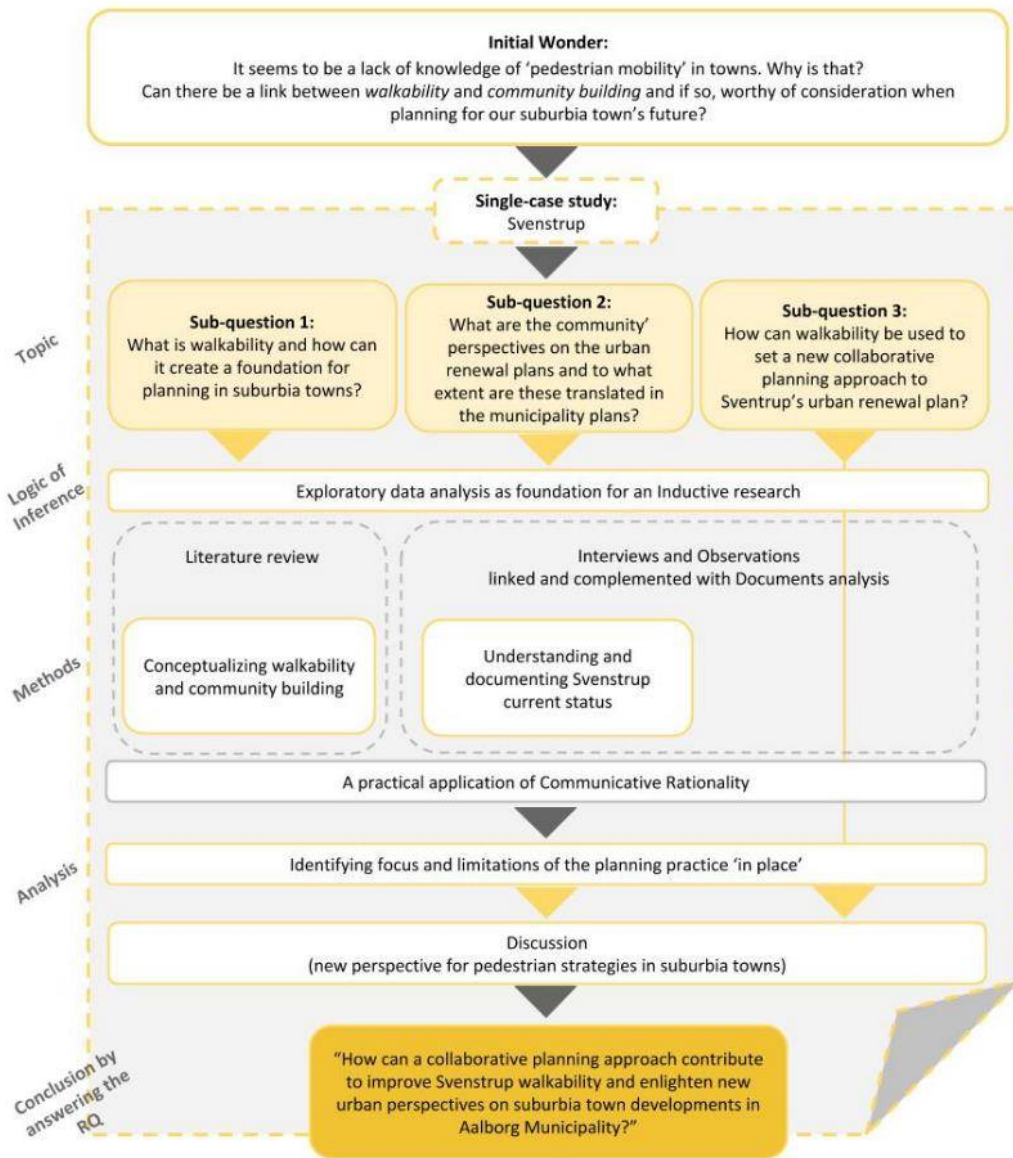 Initial Wonder:
It seems to be a lack of knowledge of ‘pedestrian mobility’ in towns. Why is that?
Can there be a link between walkability and community building and if so, worthy of consideration when
planning for our suburbia town’s future?
Single-case study:
Svenstrup
Topic
Sub-question 1:
What is walkability and how can
it create a foundation for
planning in suburbia towns?
Sub-question 2:
What are the community’
perspectives on the urban
renewal plans and to what
extent are these translated in
the municipality plans?
Sub-question 3:
How can walkability be used to
set a new collaborative
planning approach to
Sventrup’s urban renewal plan?
Logic of
Inference
Exploratory data analysis as foundation for an Inductive research
Methods
Literature review
Conceptualizing walkability
and community building
Interviews and Observations
linked and complemented with Documents analysis
Understanding and
documenting Svenstrup
current status
A practical application of Communicative Rationality
Analysis
Identifying focus and limitations of the planning practice ‘in place’
Discussion
(new perspective for pedestrian strategies in suburbia towns)
Conclusion by
answering the
RQ
“How can a collaborative planning approach contribute
to improve Svenstrup walkability and enlighten new
urban perspectives on suburbia town developments in
Aalborg Municipality?”